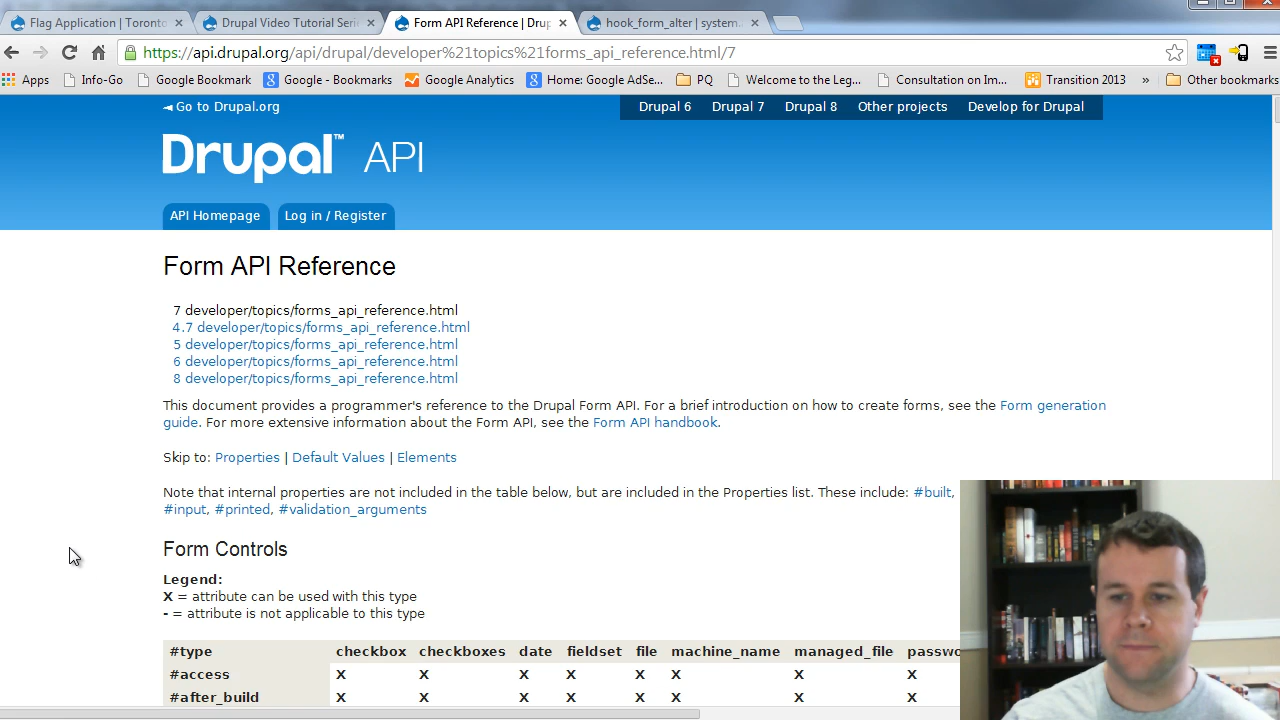 Flag Application | Toronto
Drupal Video Tutorial Serie
Form API Reference | Drup
hook_form_alter | system.a
https://api.drupal.org/api/drupal/developer%21topics%21forms_api_reference.html/7
Apps
Info-Go
Google Bookmark
Google - Bookmarks
Google Analytics
Home: Google AdSe...
PQ
Welcome to the Leg...
Consultation on Im...
Transition 2013
»
Other bookmarks
◄ Go to Drupal.org
Drupal 6 Drupal 7 Drupal 8 Other projects Develop for Drupal
Drupal™ API
API Homepage
Log in / Register
Form API Reference
7 developer/topics/forms_api_reference.html
4.7 developer/topics/forms_api_reference.html
5 developer/topics/forms_api_reference.html
6 developer/topics/forms_api_reference.html
8 developer/topics/forms_api_reference.html
This document provides a programmer's reference to the Drupal Form API. For a brief introduction on how to create forms, see the Form generation
guide. For more extensive information about the Form API, see the Form API handbook.
Skip to: Properties | Default Values | Elements
Note that internal properties are not included in the table below, but are included in the Properties list. These include: #built,
#input, #printed, #validation_arguments
Form Controls
Legend:
X = attribute can be used with this type
- = attribute is not applicable to this type
#type checkbox checkboxes date fieldset file machine_name managed_file passwo
#access X X X X X X X X
#after_build X X X X X X X X